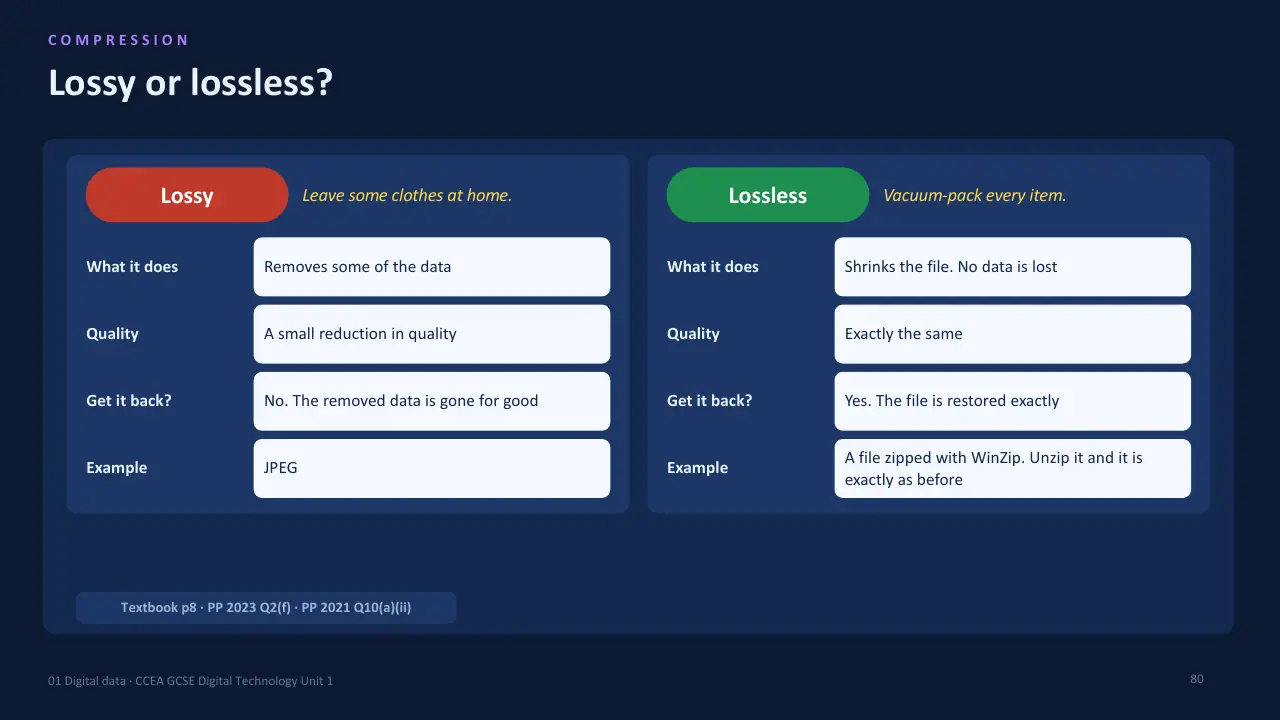 COMPRESSION
Lossy or lossless?
Lossy
Leave some clothes at home.
What it does
Removes some of the data
Quality
A small reduction in quality
Get it back?
No. The removed data is gone for good
Example
JPEG
Lossless
Vacuum-pack every item.
What it does
Shrinks the file. No data is lost
Quality
Exactly the same
Get it back?
Yes. The file is restored exactly
Example
A file zipped with WinZip. Unzip it and it is
exactly as before
Textbook p8 · PP 2023 Q2(f) · PP 2021 Q10(a)(ii)
01 Digital data · CCEA GCSE Digital Technology Unit 1
80